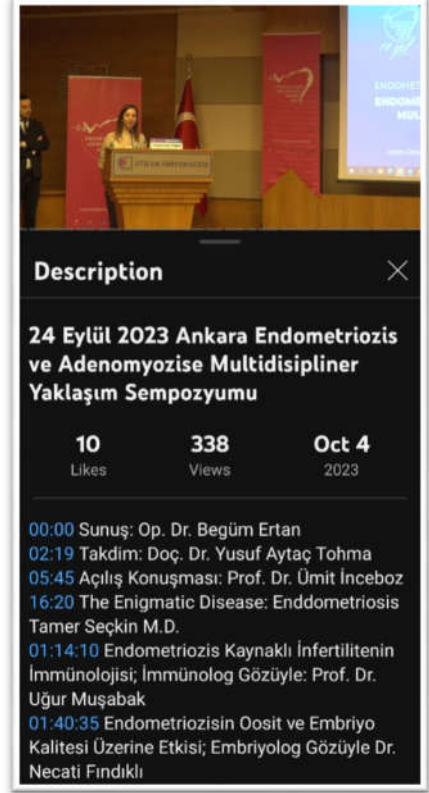 ENDOMETRIOZIS
Description
24 Eylül 2023 Ankara Endometriozis
ve Adenomyozise Multidisipliner
Yaklaşım Sempozyumu
10
Likes
338
Views
Oct 4
2023
00:00 Sunuş: Op. Dr. Begüm Ertan
02:19 Takdim: Doç. Dr. Yusuf Aytaç Tohma
05:45 Açılış Konuşması: Prof. Dr. Ümit İnceboz
16:20 The Enigmatic Disease: Enddometriosis
Tamer Seçkin M.D.
01:14:10 Endometriozis Kaynaklı İnfertilitenin
İmmünolojisi; İmmünolog Gözüyle: Prof. Dr.
Uğur Muşabak
01:40:35 Endometriozisin Oosit ve Embriyo
Kalitesi Üzerine Etkisi; Embriyolog Gözüyle Dr.
Necati Fındıklı